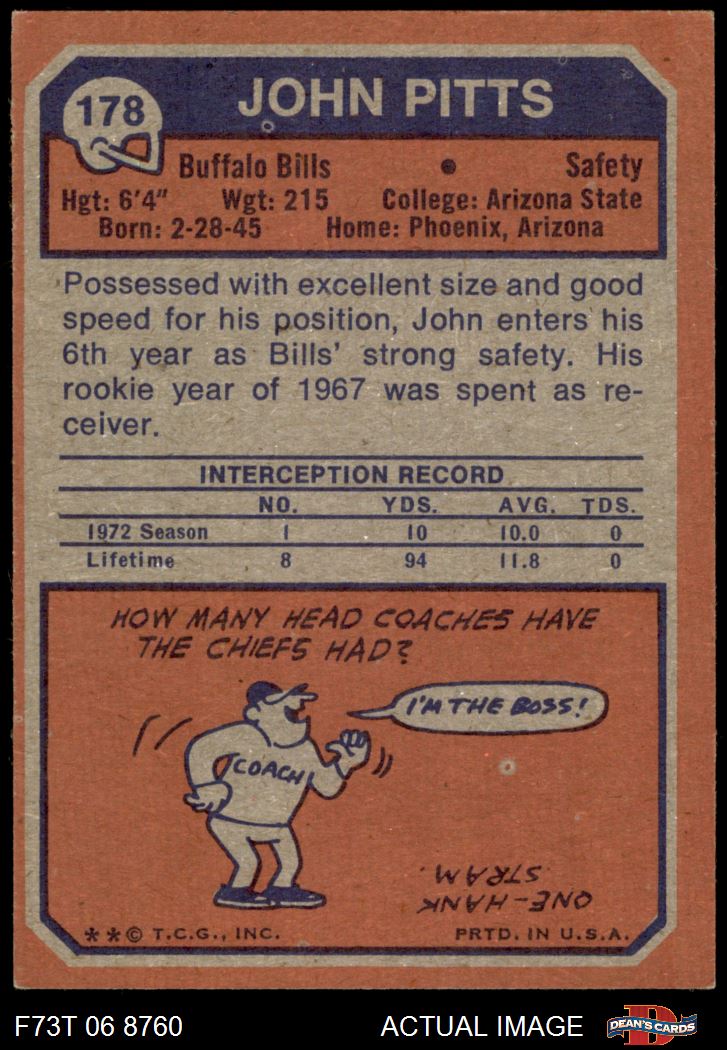 178
JOHN PITTS
Buffalo Bills • Safety
Hgt: 6'4" Wgt: 215 College: Arizona State
Born: 2-28-45 Home: Phoenix, Arizona
Possessed with excellent size and good
speed for his position, John enters his
6th year as Bills' strong safety. His
rookie year of 1967 was spent as re-
ceiver.
INTERCEPTION RECORD
NO. YDS. AVG. TDS.
1972 Season 1 10 10.0 0
Lifetime 8 94 11.8 0
HOW MANY HEAD COACHES HAVE
THE CHIEFS HAD?
I'M THE BOSS!
COACH
ONE-HANK
STRAM.
**© T.C.G., INC. PRTD. IN U.S.A.
F73T 06 8760 ACTUAL IMAGE D DEAN'S CARDS